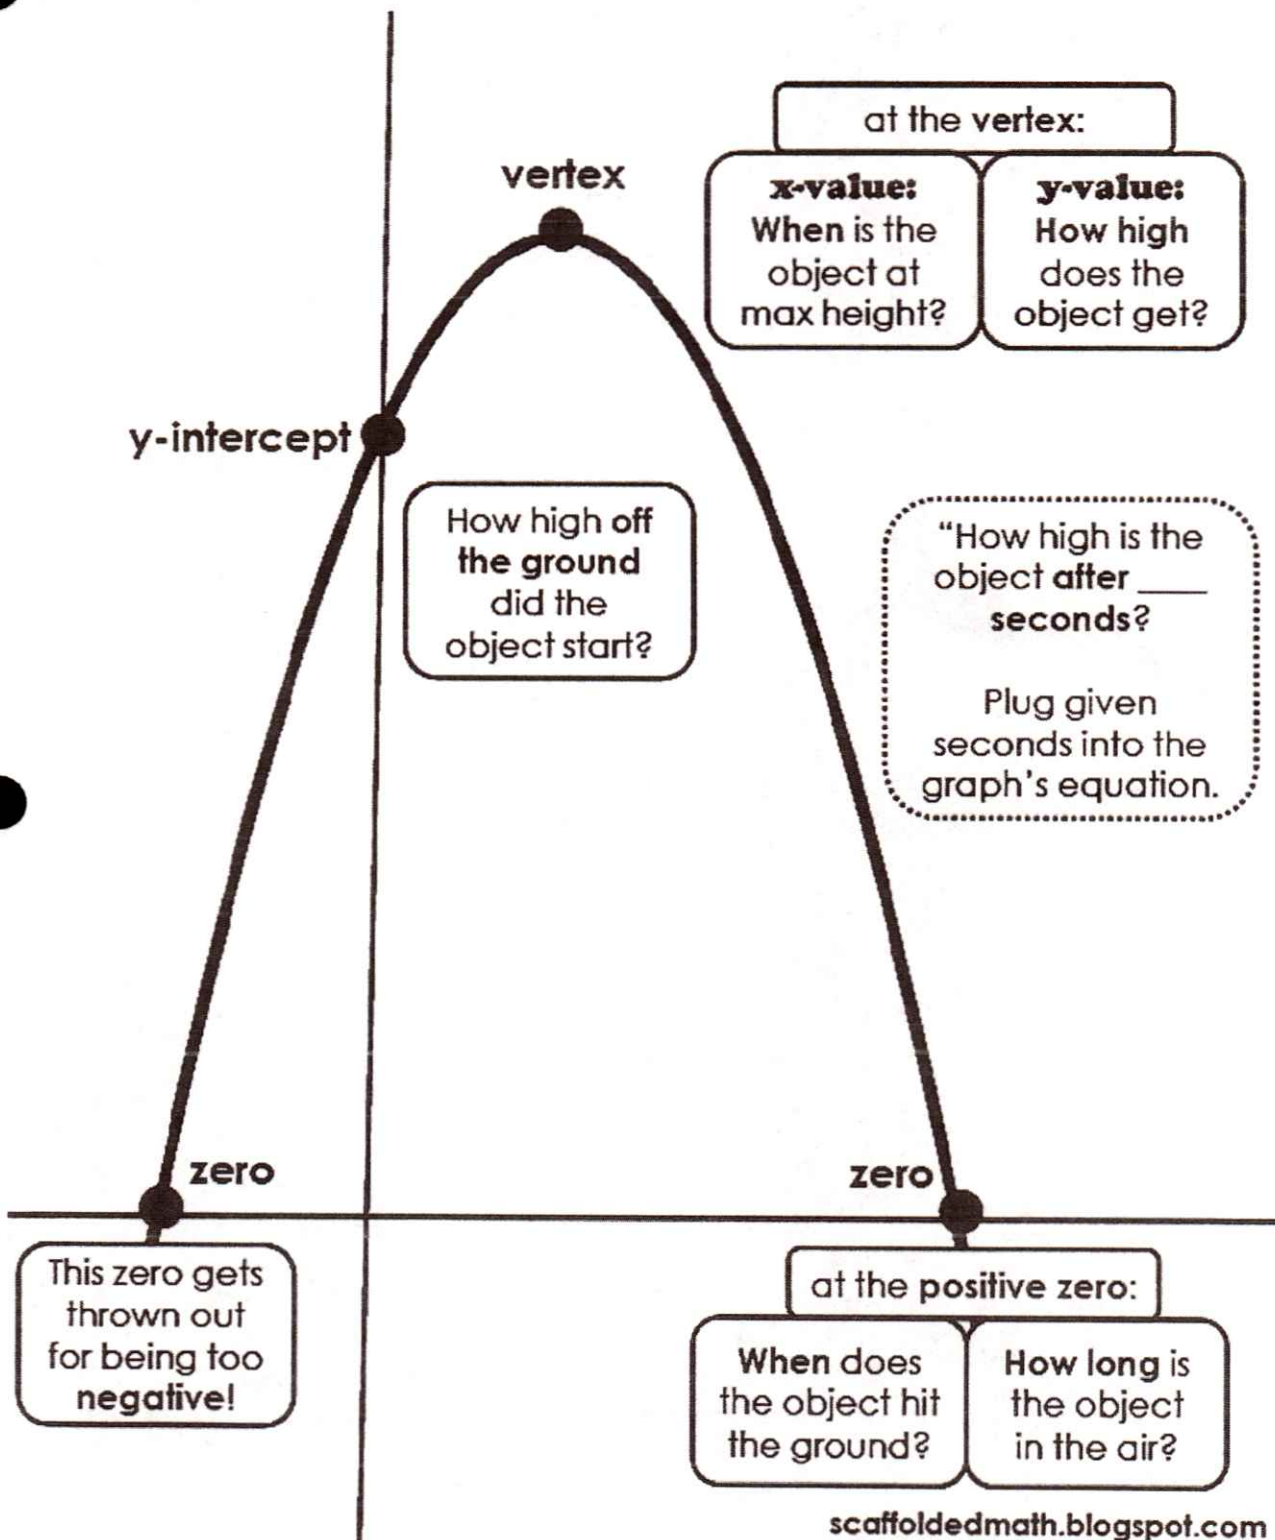 at the vertex:
vertex
x-value:
When is the
object at
max height?
y-value:
How high
does the
object get?
y-intercept
How high off
the ground
did the
object start?
“How high is the
object after ____
seconds?
Plug given
seconds into the
graph's equation.
zero
zero
This zero gets
thrown out
for being too
negative!
at the positive zero:
When does
the object hit
the ground?
How long is
the object
in the air?
scaffoldedmath.blogspot.com